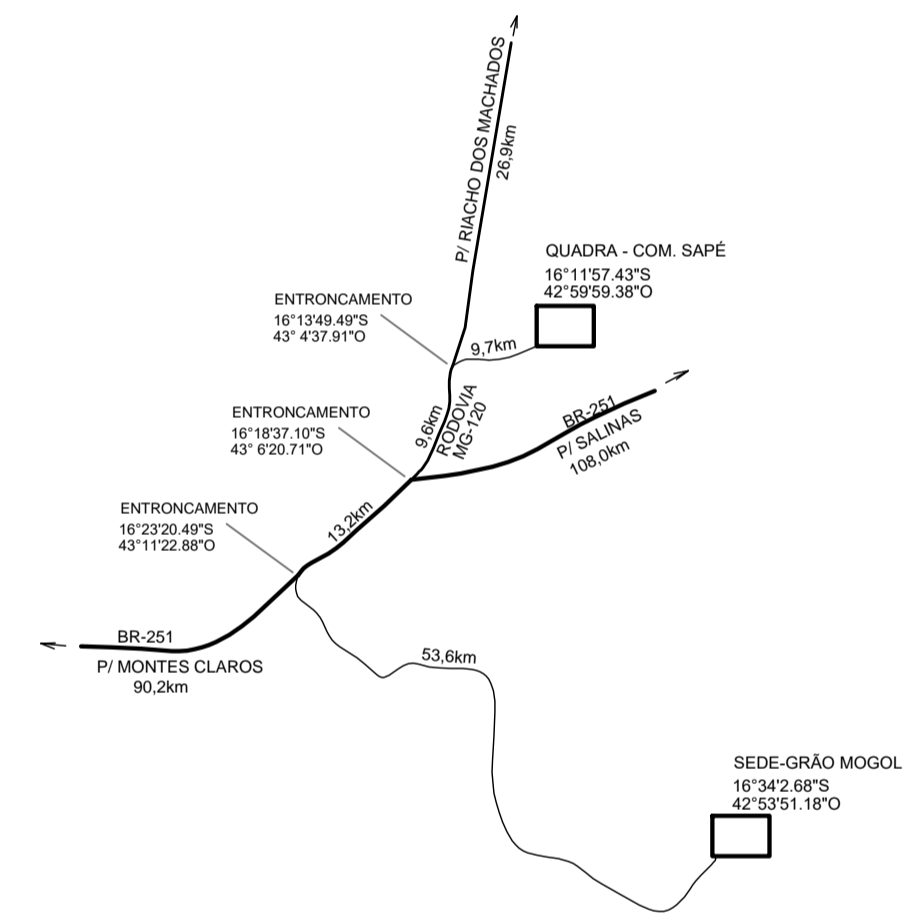 P/ RIACHO DOS MACHADOS
26,9km
QUADRA - COM. SAPÉ
16°11'57.43"S
42°59'59.38"O
ENTRONCAMENTO
16°13'49.49"S
43° 4'37.91"O
9,7km
9,6km
RODOVIA
MG-120
ENTRONCAMENTO
16°18'37.10"S
43° 6'20.71"O
BR-251
P/ SALINAS
108,0km
13,2km
ENTRONCAMENTO
16°23'20.49"S
43°11'22.88"O
BR-251
P/ MONTES CLAROS
90,2km
53,6km
SEDE-GRÃO MOGOL
16°34'2.68"S
42°53'51.18"O